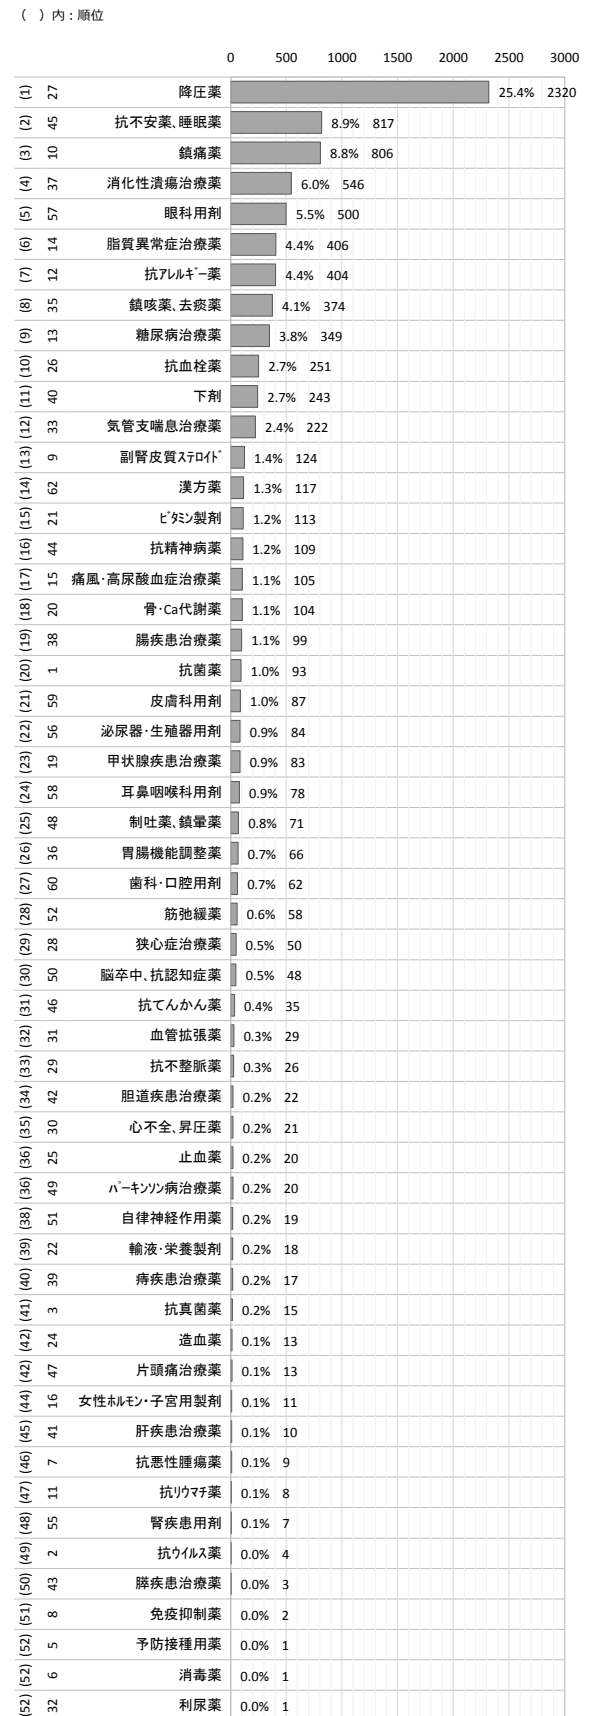 （　）内：順位
0 500 1000 1500 2000 2500 3000
(1) 27 降圧薬 25.4% 2320
(2) 45 抗不安薬、睡眠薬 8.9% 817
(3) 10 鎮痛薬 8.8% 806
(4) 37 消化性潰瘍治療薬 6.0% 546
(5) 57 眼科用剤 5.5% 500
(6) 14 脂質異常症治療薬 4.4% 406
(7) 12 抗ｱﾚﾙｷﾞｰ薬 4.4% 404
(8) 35 鎮咳薬、去痰薬 4.1% 374
(9) 13 糖尿病治療薬 3.8% 349
(10) 26 抗血栓薬 2.7% 251
(11) 40 下剤 2.7% 243
(12) 33 気管支喘息治療薬 2.4% 222
(13) 9 副腎皮質ｽﾃﾛｲﾄﾞ 1.4% 124
(14) 62 漢方薬 1.3% 117
(15) 21 ﾋﾞﾀﾐﾝ製剤 1.2% 113
(16) 44 抗精神病薬 1.2% 109
(17) 15 痛風･高尿酸血症治療薬 1.1% 105
(18) 20 骨･Ca代謝薬 1.1% 104
(19) 38 腸疾患治療薬 1.1% 99
(20) 1 抗菌薬 1.0% 93
(21) 59 皮膚科用剤 1.0% 87
(22) 56 泌尿器･生殖器用剤 0.9% 84
(23) 19 甲状腺疾患治療薬 0.9% 83
(24) 58 耳鼻咽喉科用剤 0.9% 78
(25) 48 制吐薬、鎮暈薬 0.8% 71
(26) 36 胃腸機能調整薬 0.7% 66
(27) 60 歯科･口腔用剤 0.7% 62
(28) 52 筋弛緩薬 0.6% 58
(29) 28 狭心症治療薬 0.5% 50
(30) 50 脳卒中、抗認知症薬 0.5% 48
(31) 46 抗てんかん薬 0.4% 35
(32) 31 血管拡張薬 0.3% 29
(33) 29 抗不整脈薬 0.3% 26
(34) 42 胆道疾患治療薬 0.2% 22
(35) 30 心不全、昇圧薬 0.2% 21
(36) 25 止血薬 0.2% 20
(36) 49 ﾊﾟｰｷﾝｿﾝ病治療薬 0.2% 20
(38) 51 自律神経作用薬 0.2% 19
(39) 22 輸液･栄養製剤 0.2% 18
(40) 39 痔疾患治療薬 0.2% 17
(41) 3 抗真菌薬 0.2% 15
(42) 24 造血薬 0.1% 13
(42) 47 片頭痛治療薬 0.1% 13
(44) 16 女性ﾎﾙﾓﾝ・子宮用製剤 0.1% 11
(45) 41 肝疾患治療薬 0.1% 10
(46) 7 抗悪性腫瘍薬 0.1% 9
(47) 11 抗ﾘｳﾏﾁ薬 0.1% 8
(48) 55 腎疾患用剤 0.1% 7
(49) 2 抗ｳｲﾙｽ薬 0.0% 4
(50) 43 膵疾患治療薬 0.0% 3
(51) 8 免疫抑制薬 0.0% 2
(52) 5 予防接種用薬 0.0% 1
(52) 6 消毒薬 0.0% 1
(52) 32 利尿薬 0.0% 1